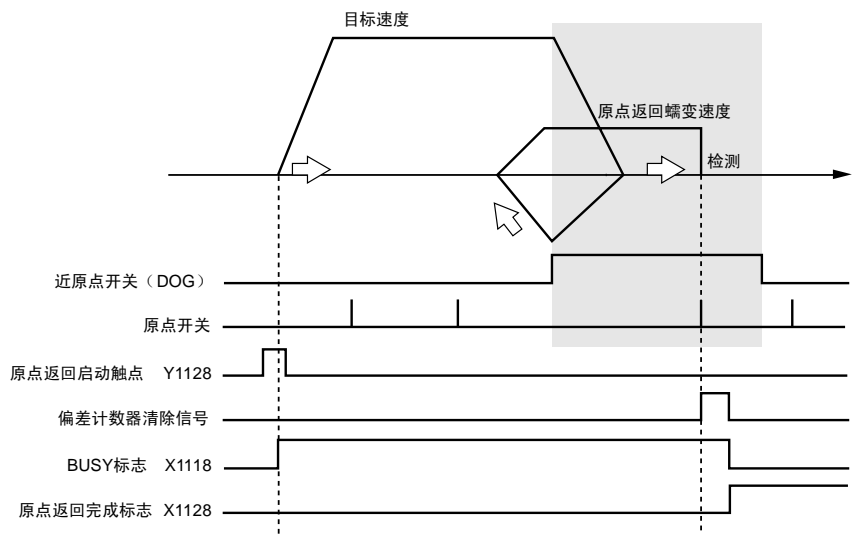 目标速度
原点返回蠕变速度
检测
近原点开关（DOG）
原点开关
原点返回启动触点 Y1128
偏差计数器清除信号
BUSY标志 X1118
原点返回完成标志 X1128